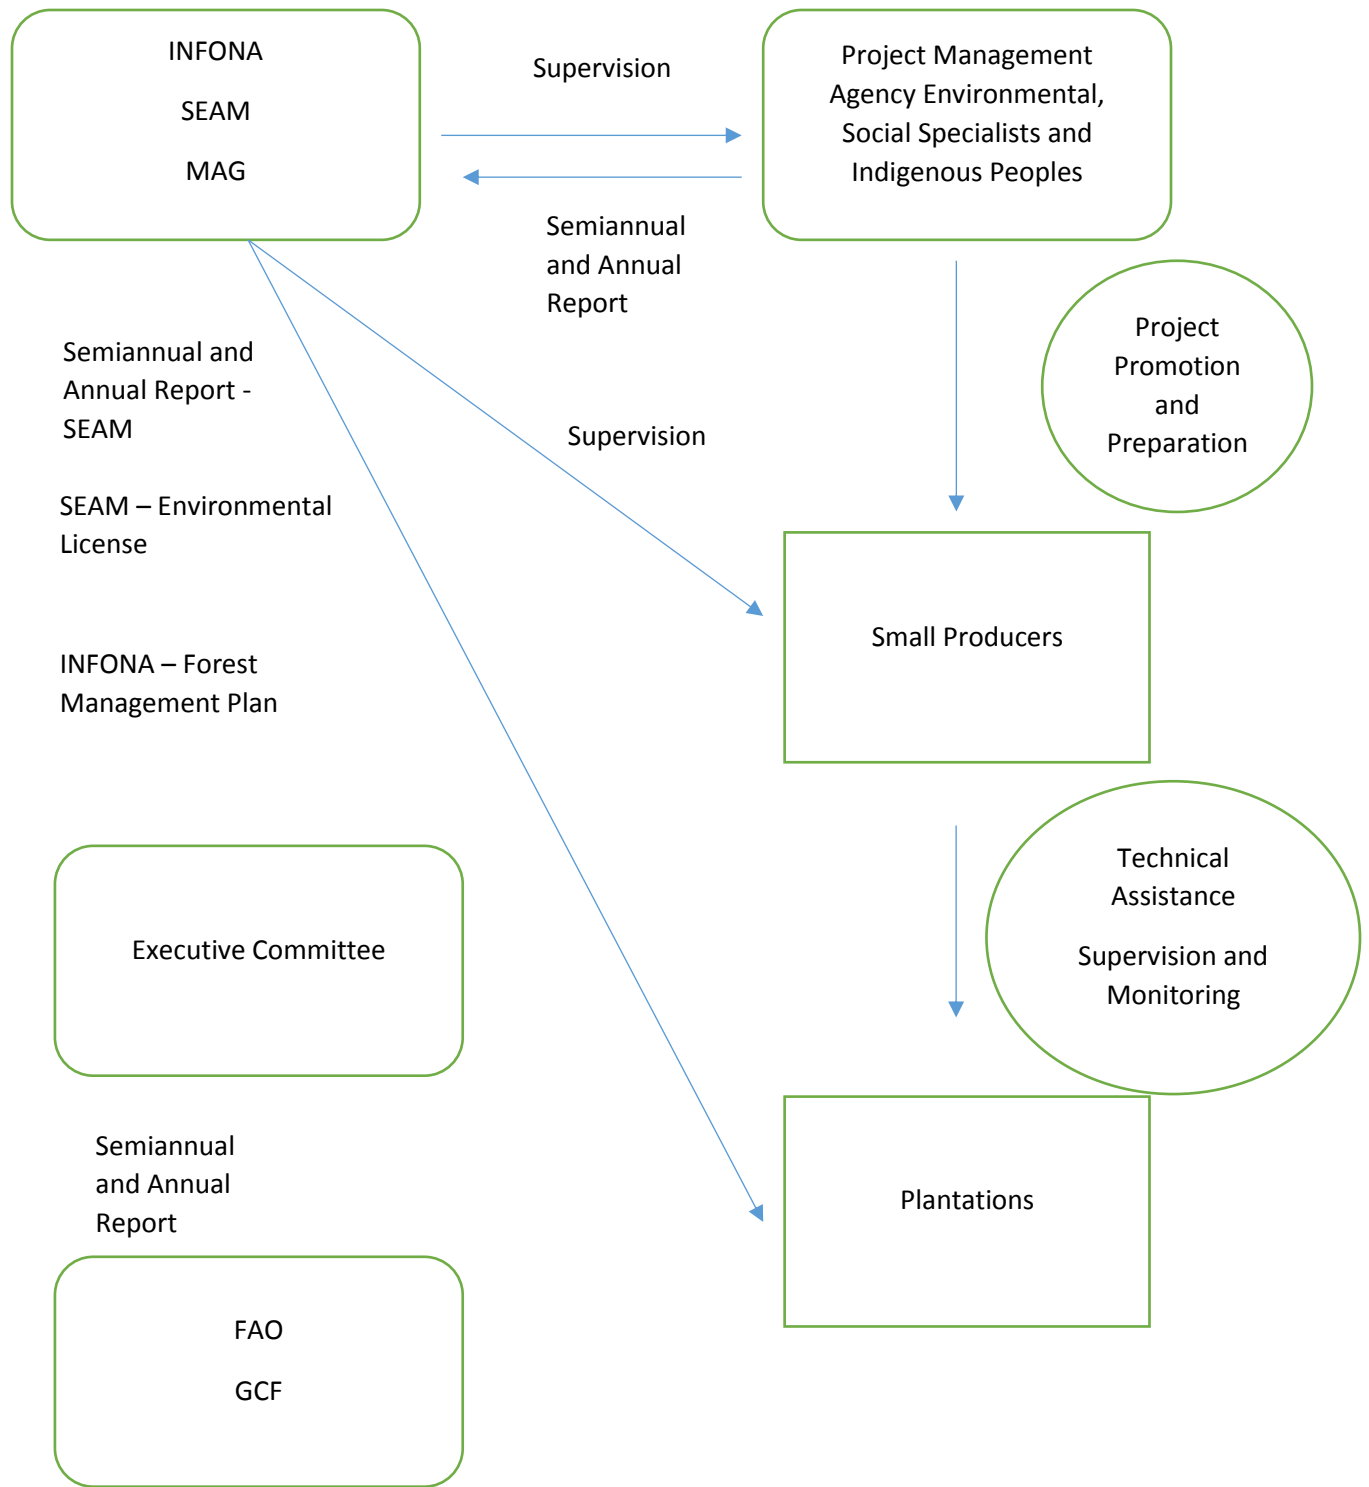 INFONA
SEAM
MAG
Supervision
Project Management
Agency Environmental,
Social Specialists and
Indigenous Peoples
Semiannual
and Annual
Report
Project
Promotion
and
Preparation
Semiannual and
Annual Report -
SEAM
Supervision
SEAM – Environmental
License
Small Producers
INFONA – Forest
Management Plan
Technical
Assistance
Supervision and
Monitoring
Executive Committee
Semiannual
and Annual
Report
Plantations
FAO
GCF